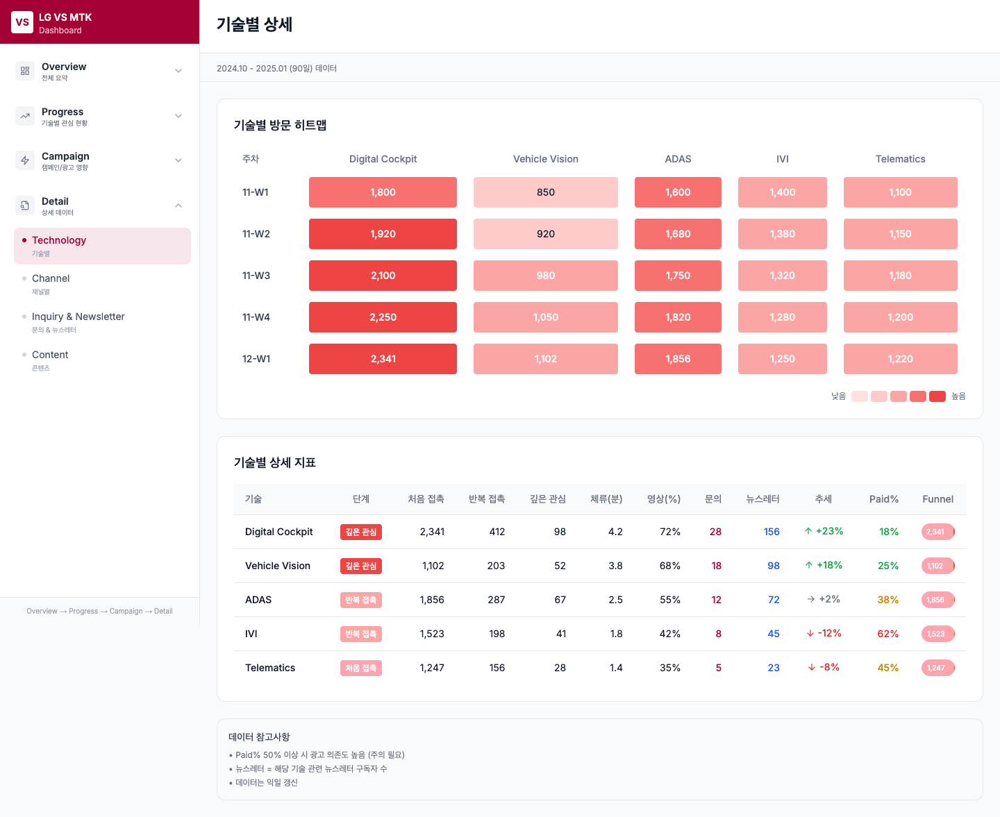 VS
LG VS MTK
Dashboard
Overview
전체 요약
Progress
기술별 관심 현황
Campaign
캠페인/광고 영향
Detail
상세 데이터
Technology
기술별
Channel
채널별
Inquiry & Newsletter
문의 & 뉴스레터
Content
콘텐츠
Overview → Progress → Campaign → Detail
기술별 상세
2024.10 - 2025.01 (90일) 데이터
기술별 방문 히트맵
주차 Digital Cockpit Vehicle Vision ADAS IVI Telematics
11-W1 1,800 850 1,600 1,400 1,100
11-W2 1,920 920 1,680 1,380 1,150
11-W3 2,100 980 1,750 1,320 1,180
11-W4 2,250 1,050 1,820 1,280 1,200
12-W1 2,341 1,102 1,856 1,250 1,220
낮음 높음
기술별 상세 지표
기술 단계 처음 접촉 반복 접촉 깊은 관심 체류(분) 영상(%) 문의 뉴스레터 추세 Paid% Funnel
Digital Cockpit 깊은 관심 2,341 412 98 4.2 72% 28 156 ↑ +23% 18% 2,341
Vehicle Vision 깊은 관심 1,102 203 52 3.8 68% 18 98 ↑ +18% 25% 1,102
ADAS 반복 접촉 1,856 287 67 2.5 55% 12 72 → +2% 38% 1,856
IVI 반복 접촉 1,523 198 41 1.8 42% 8 45 ↓ -12% 62% 1,523
Telematics 처음 접촉 1,247 156 28 1.4 35% 5 23 ↓ -8% 45% 1,247
데이터 참고사항
• Paid% 50% 이상 시 광고 의존도 높음 (주의 필요)
• 뉴스레터 = 해당 기술 관련 뉴스레터 구독자 수
• 데이터는 익일 갱신